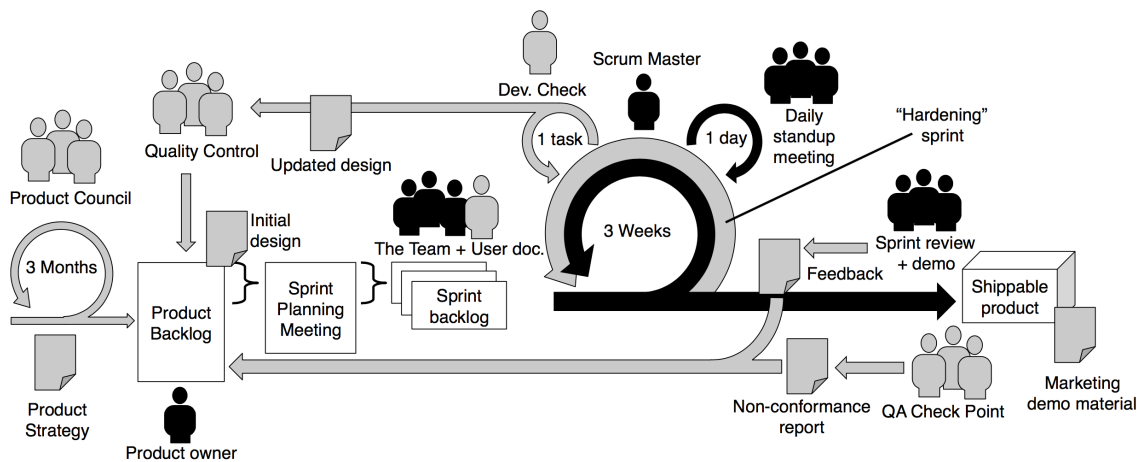 Dev. Check
Scrum Master
"Hardening"
sprint
1 task
1 day
Daily
standup
meeting
Quality Control
Updated design
Product Council
Initial
design
The Team + User doc.
3 Weeks
Sprint review
+ demo
Feedback
3 Months
Product
Backlog
Sprint
Planning
Meeting
Sprint
backlog
Shippable
product
Product
Strategy
Product owner
Non-conformance
report
QA Check Point
Marketing
demo material